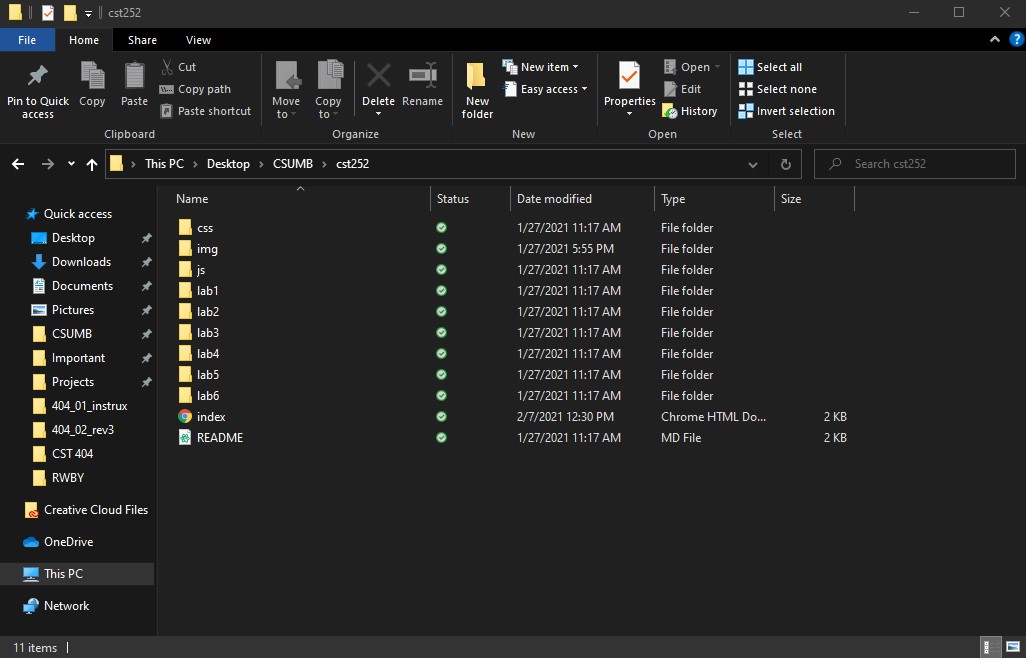 cst252
File Home Share View
Pin to Quick access
Copy
Paste
Cut
Copy path
Paste shortcut
Clipboard
Move to
Copy to
Delete
Rename
Organize
New folder
New item
Easy access
New
Properties
Open
Edit
History
Open
Select all
Select none
Invert selection
Select
This PC > Desktop > CSUMB > cst252
Search cst252
Quick access
Desktop
Downloads
Documents
Pictures
CSUMB
Important
Projects
404_01_instrux
404_02_rev3
CST 404
RWBY
Creative Cloud Files
OneDrive
This PC
Network
Name Status Date modified Type Size
css 1/27/2021 11:17 AM File folder
img 1/27/2021 5:55 PM File folder
js 1/27/2021 11:17 AM File folder
lab1 1/27/2021 11:17 AM File folder
lab2 1/27/2021 11:17 AM File folder
lab3 1/27/2021 11:17 AM File folder
lab4 1/27/2021 11:17 AM File folder
lab5 1/27/2021 11:17 AM File folder
lab6 1/27/2021 11:17 AM File folder
index 2/7/2021 12:30 PM Chrome HTML Do... 2 KB
README 1/27/2021 11:17 AM MD File 2 KB
11 items